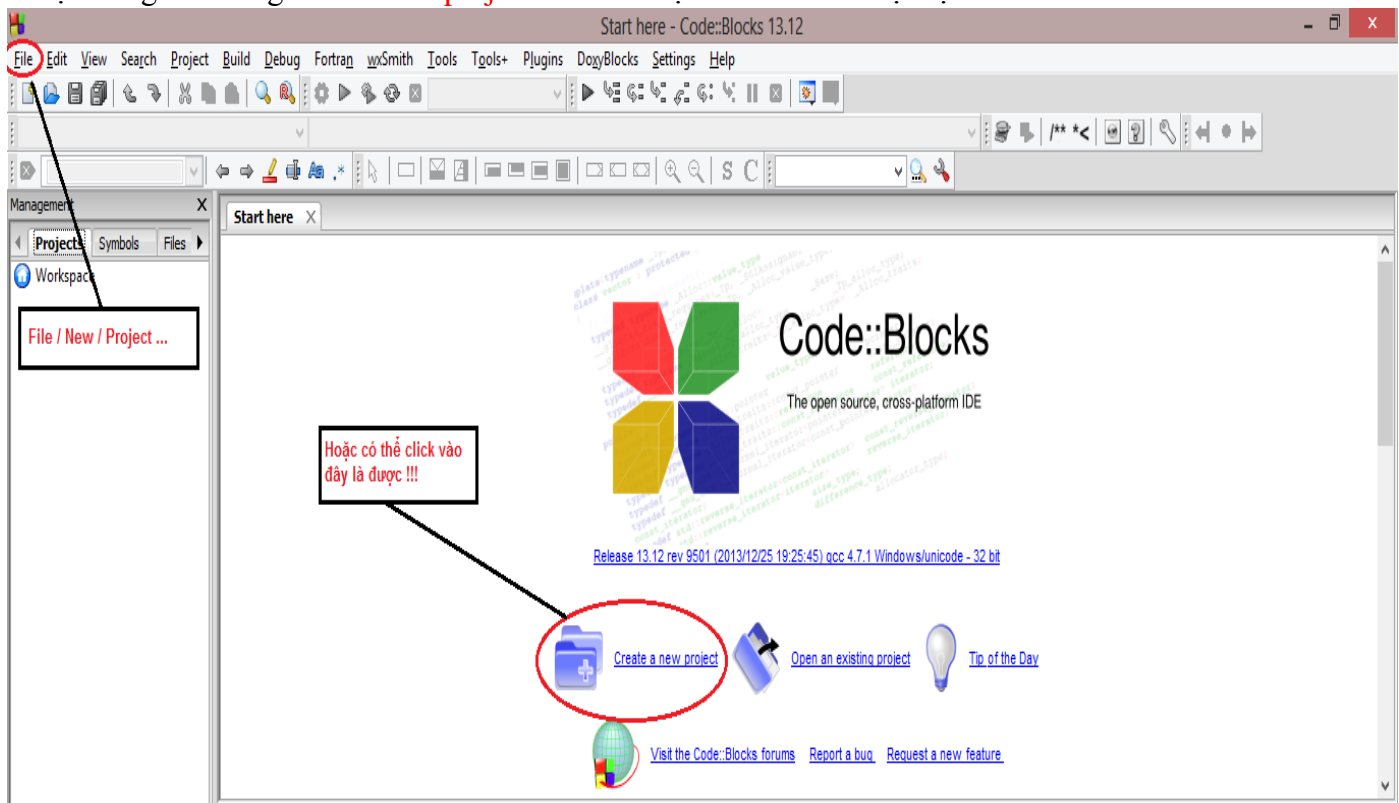 Start here - Code::Blocks 13.12
File Edit View Search Project Build Debug Fortran wxSmith Tools Tools+ Plugins DoxyBlocks Settings Help
/** *<
S C
Management X
Projects Symbols Files
Workspace
Start here X
File / New / Project ...
Code::Blocks
The open source, cross-platform IDE
Hoặc có thể click vào
đây là được !!!
Release 13.12 rev 9501 (2013/12/25 19:25:45) gcc 4.7.1 Windows/unicode - 32 bit
Create a new project
Open an existing project
Tip of the Day
Visit the Code::Blocks forums Report a bug Request a new feature